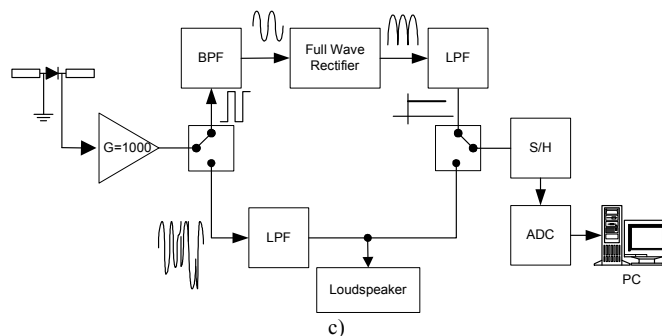 BPF
Full Wave
Rectifier
LPF
G=1000
S/H
LPF
ADC
Loudspeaker
PC
c)